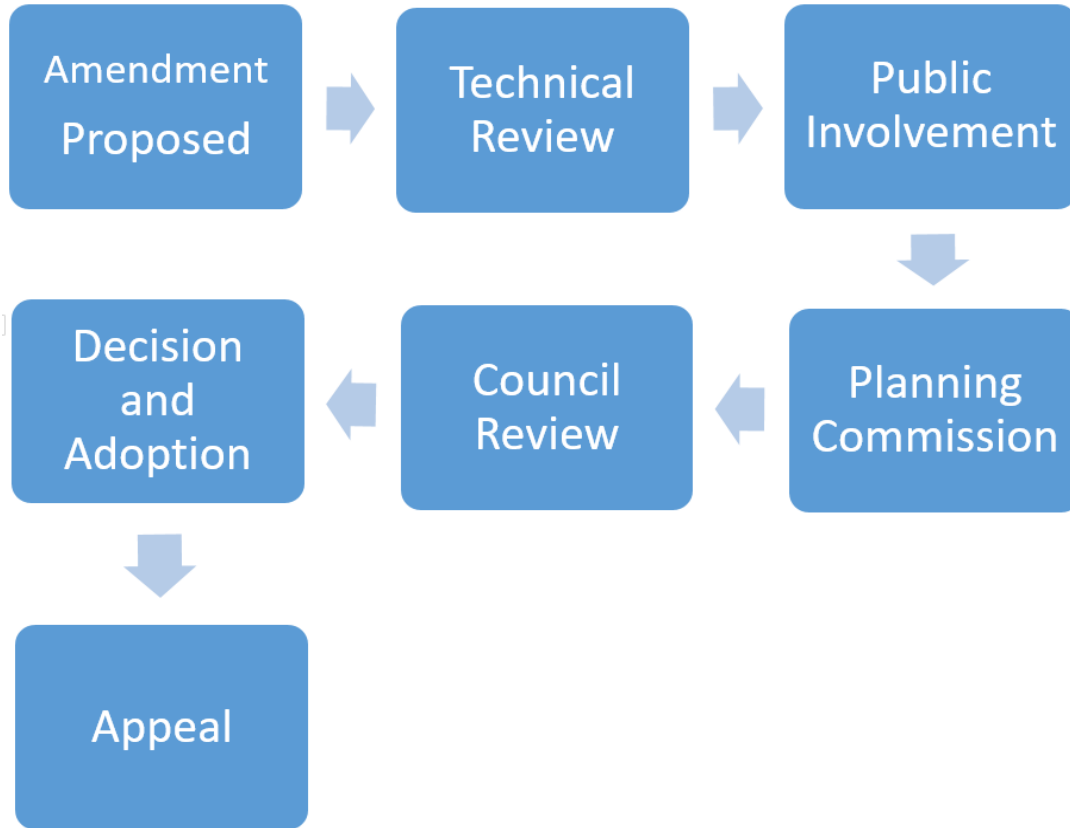 Amendment
Proposed
Technical
Review
Public
Involvement
Planning
Commission
Council
Review
Decision
and
Adoption
Appeal